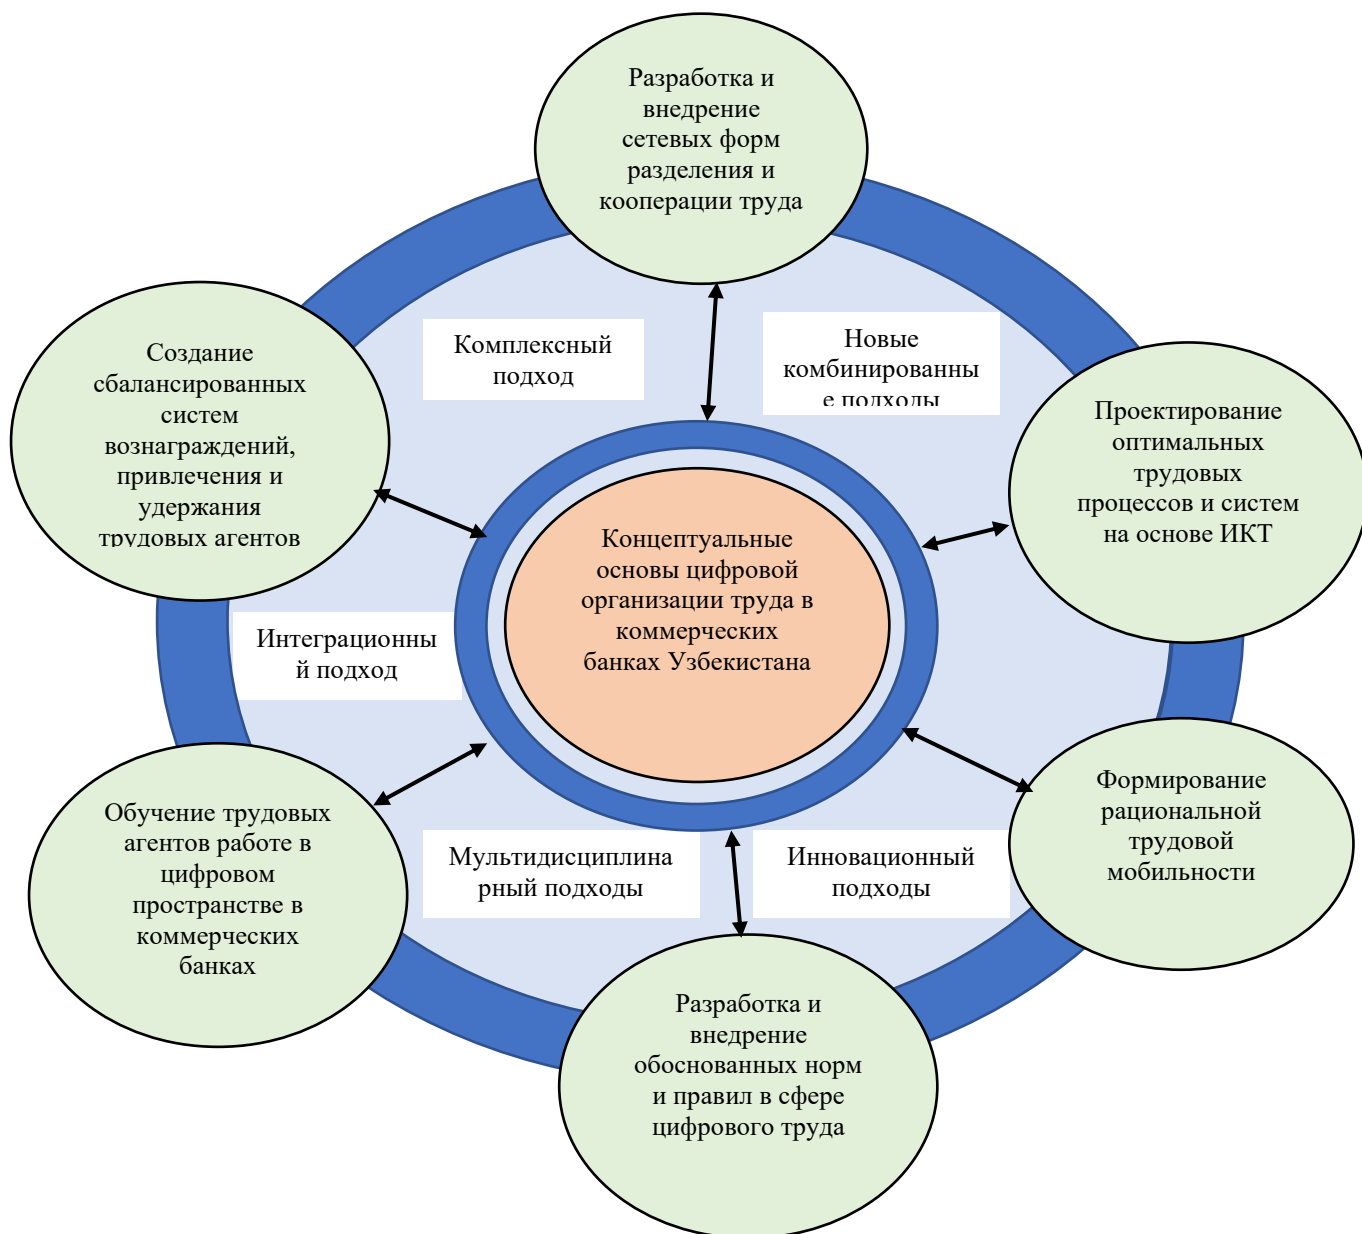 Разработка и
внедрение
сетевых форм
разделения и
кооперации труда
Комплексный
подход
Новые
комбинированны
е подходы
Создание
сбалансированных
систем
вознаграждений,
привлечения и
удержания
трудовых агентов
Проектирование
оптимальных
трудовых
процессов и систем
на основе ИКТ
Концептуальные
основы цифровой
организации труда в
коммерческих
банках Узбекистана
Интеграционны
й подход
Обучение трудовых
агентов работе в
цифровом
пространстве в
коммерческих
банках
Мультидисциплина
рный подходы
Инновационный
подходы
Формирование
рациональной
трудовой
мобильности
Разработка и
внедрение
обоснованных норм
и правил в сфере
цифрового труда